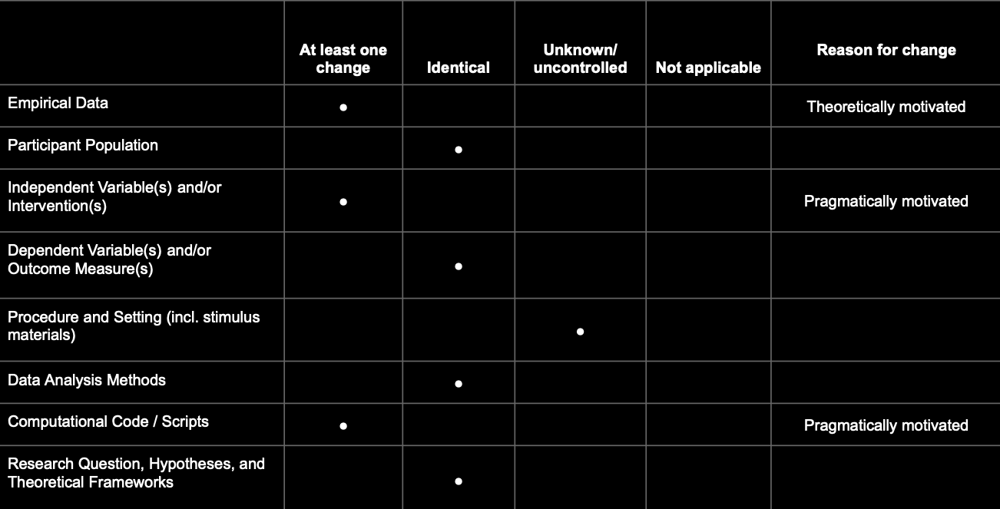 At least one
change
Identical
Unknown/
uncontrolled
Not applicable
Reason for change
Empirical Data
Theoretically motivated
Participant Population
Independent Variable(s) and/or
Intervention(s)
Pragmatically motivated
Dependent Variable(s) and/or
Outcome Measure(s)
Procedure and Setting (incl. stimulus
materials)
Data Analysis Methods
Computational Code / Scripts
Pragmatically motivated
Research Question, Hypotheses, and
Theoretical Frameworks